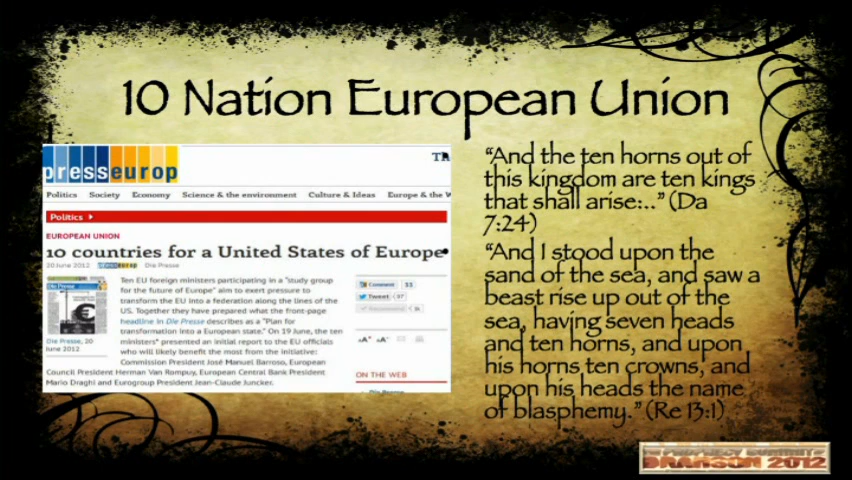 10 Nation European Union
presseurop
Politics Society Economy Science & the environment Culture & Ideas Europe & the W
Politics
EUROPEAN UNION
10 countries for a United States of Europe
20 June 2012 presseurop Die Presse
Ten EU foreign ministers participating in a "study group
for the future of Europe" aim to exert pressure to
transform the EU into a federation along the lines of the
US. Together they have prepared what the front-page
headline in Die Presse describes as a "Plan for
transformation into a European state." On 19 June, the ten
ministers* presented an initial report to the EU officials
who will likely benefit the most from the initiative:
Commission President José Manuel Barroso, European
Council President Herman Van Rompuy, European Central Bank President
Mario Draghi and Eurogroup President Jean-Claude Juncker.
Die Presse, 20
June 2012
Comment 33
Tweet 37
ON THE WEB
"And the ten horns out of
this kingdom are ten kings
that shall arise:.." (Da
7:24)
"And I stood upon the
sand of the sea, and saw a
beast rise up out of the
sea, having seven heads
and ten horns, and upon
his horns ten crowns, and
upon his heads the name
of blasphemy." (Re 13:1)
BRANSON 2012